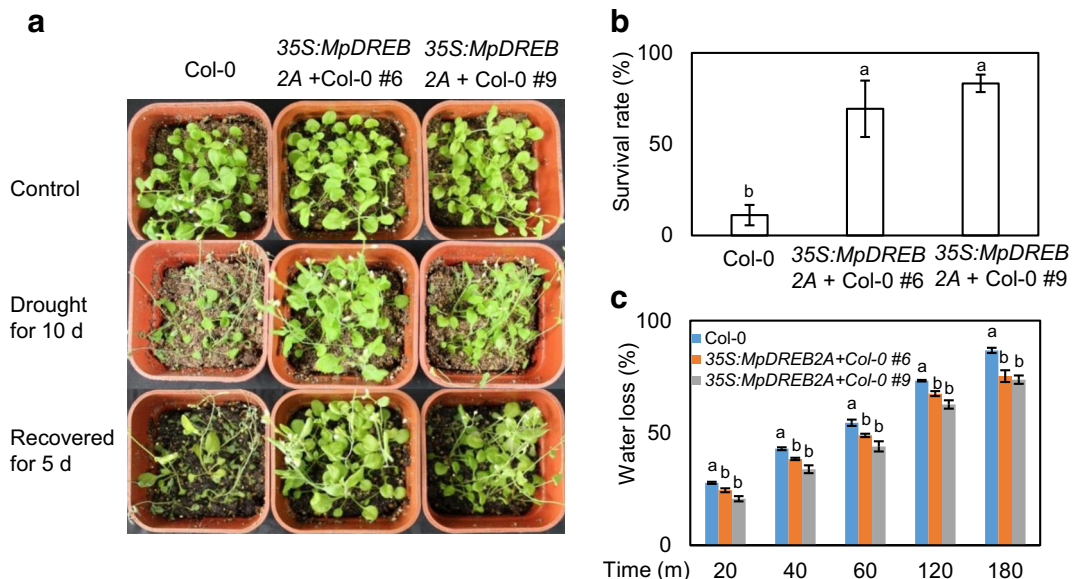 a
Col-0
35S:MpDREB
2A +Col-0 #6
35S:MpDREB
2A + Col-0 #9
Control
Drought
for 10 d
Recovered
for 5 d
b
Survival rate (%)
100
50
0
b
a
a
Col-0
35S:MpDREB
2A + Col-0 #6
35S:MpDREB
2A + Col-0 #9
c
Water loss (%)
100
50
0
Col-0
35S:MpDREB2A+Col-0 #6
35S:MpDREB2A+Col-0 #9
a b b
a b b
a b b
a b b
a b b
Time (m) 20 40 60 120 180